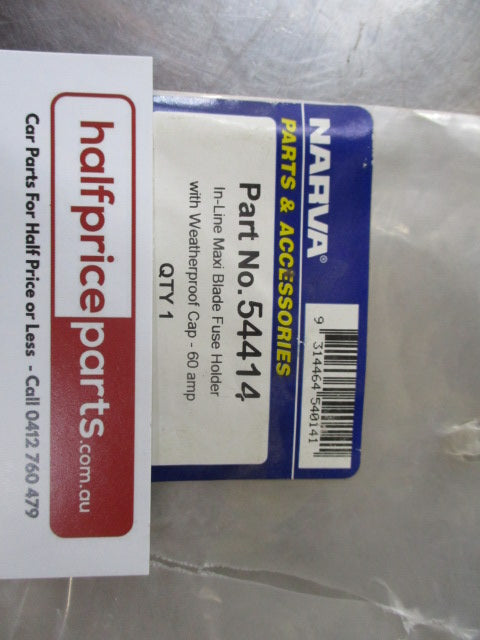 NARVA®
PARTS & ACCESSORIES
Part No. 54414
In-Line Maxi Blade Fuse Holder
with Weatherproof Cap - 60 amp
QTY 1
9 314464 540141
halfpriceparts.com.au
Car Parts For Half Price or Less - Call 0412 760 479